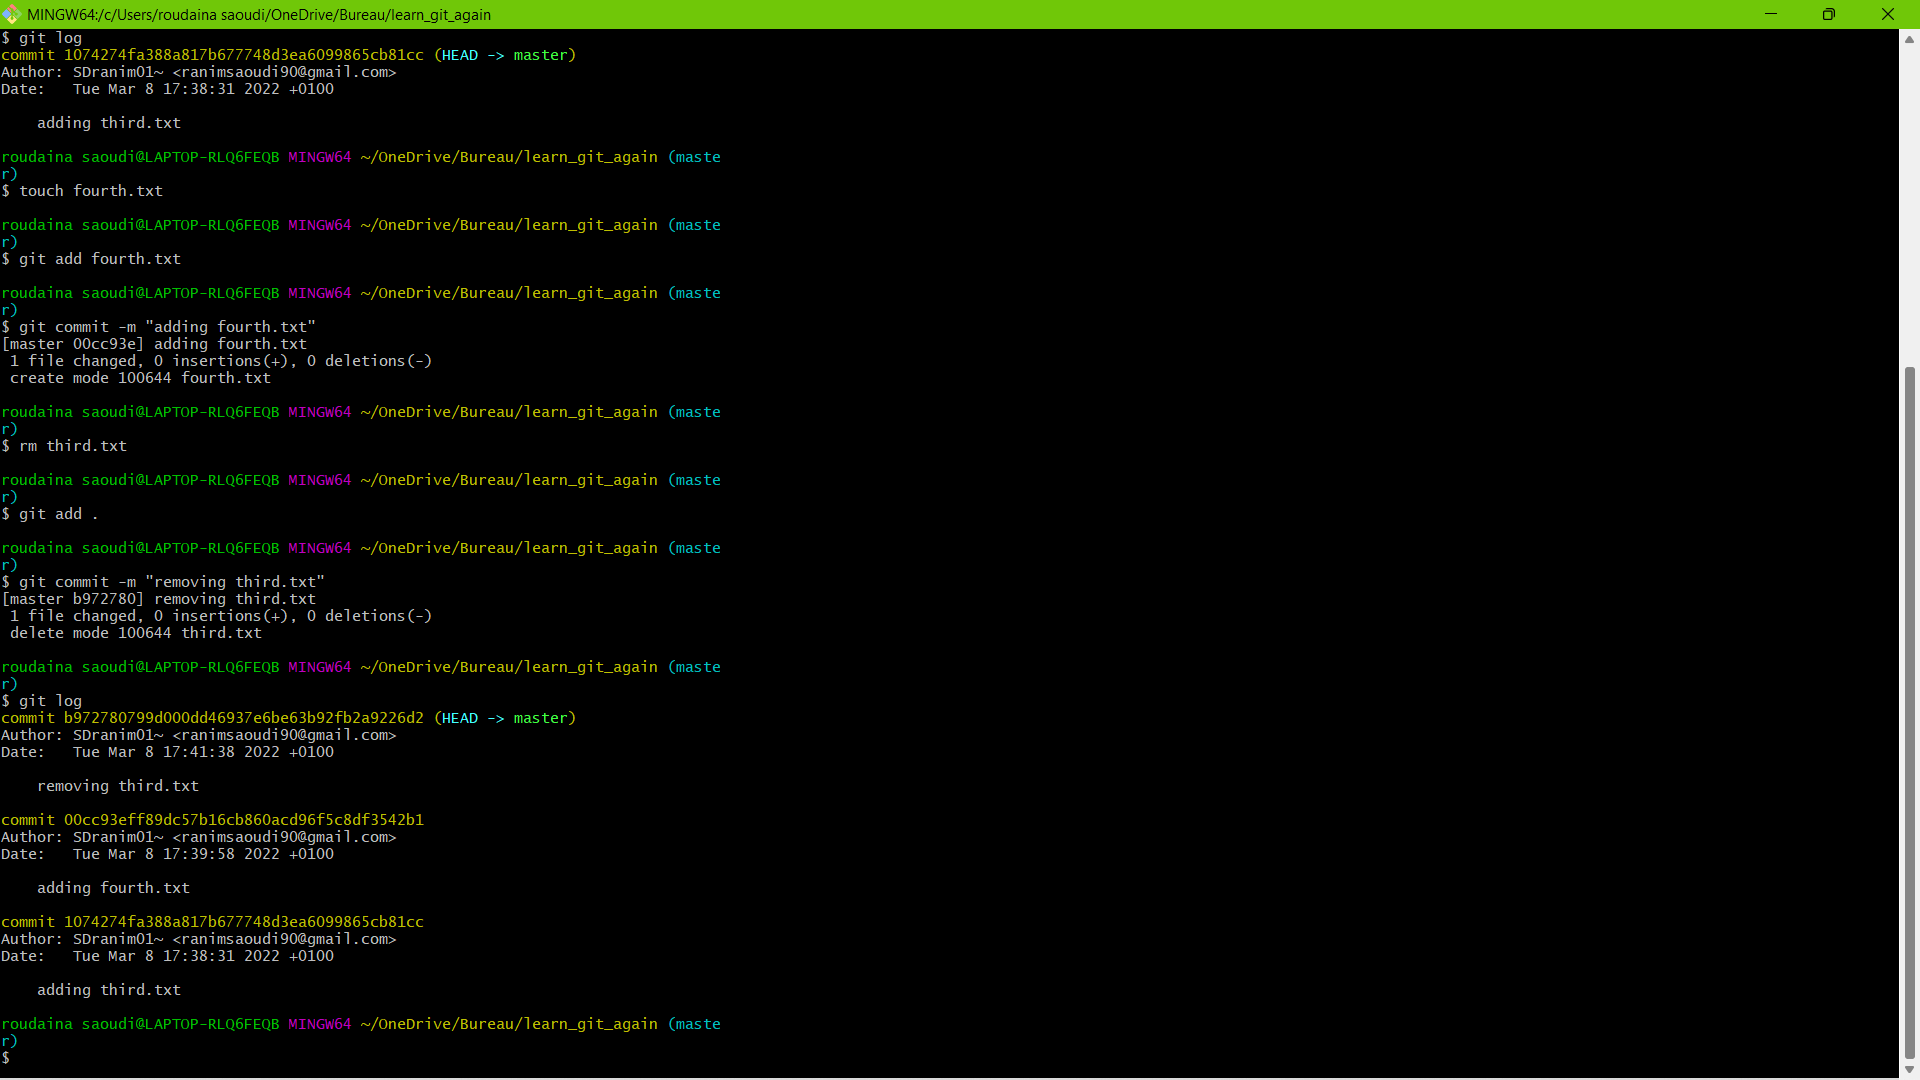 MINGW64:/c/Users/roudaina saoudi/OneDrive/Bureau/learn_git_again
$ git log
commit 1074274fa388a817b677748d3ea6099865cb81cc (HEAD -> master)
Author: SDranim01~ <ranimsaoudi90@gmail.com>
Date:   Tue Mar 8 17:38:31 2022 +0100
    adding third.txt
roudaina saoudi@LAPTOP-RLQ6FEQB MINGW64 ~/OneDrive/Bureau/learn_git_again (maste
r)
$ touch fourth.txt
roudaina saoudi@LAPTOP-RLQ6FEQB MINGW64 ~/OneDrive/Bureau/learn_git_again (maste
r)
$ git add fourth.txt
roudaina saoudi@LAPTOP-RLQ6FEQB MINGW64 ~/OneDrive/Bureau/learn_git_again (maste
r)
$ git commit -m "adding fourth.txt"
[master 00cc93e] adding fourth.txt
 1 file changed, 0 insertions(+), 0 deletions(-)
 create mode 100644 fourth.txt
roudaina saoudi@LAPTOP-RLQ6FEQB MINGW64 ~/OneDrive/Bureau/learn_git_again (maste
r)
$ rm third.txt
roudaina saoudi@LAPTOP-RLQ6FEQB MINGW64 ~/OneDrive/Bureau/learn_git_again (maste
r)
$ git add .
roudaina saoudi@LAPTOP-RLQ6FEQB MINGW64 ~/OneDrive/Bureau/learn_git_again (maste
r)
$ git commit -m "removing third.txt"
[master b972780] removing third.txt
 1 file changed, 0 insertions(+), 0 deletions(-)
 delete mode 100644 third.txt
roudaina saoudi@LAPTOP-RLQ6FEQB MINGW64 ~/OneDrive/Bureau/learn_git_again (maste
r)
$ git log
commit b972780799d000dd46937e6be63b92fb2a9226d2 (HEAD -> master)
Author: SDranim01~ <ranimsaoudi90@gmail.com>
Date:   Tue Mar 8 17:41:38 2022 +0100
    removing third.txt
commit 00cc93eff89dc57b16cb860acd96f5c8df3542b1
Author: SDranim01~ <ranimsaoudi90@gmail.com>
Date:   Tue Mar 8 17:39:58 2022 +0100
    adding fourth.txt
commit 1074274fa388a817b677748d3ea6099865cb81cc
Author: SDranim01~ <ranimsaoudi90@gmail.com>
Date:   Tue Mar 8 17:38:31 2022 +0100
    adding third.txt
roudaina saoudi@LAPTOP-RLQ6FEQB MINGW64 ~/OneDrive/Bureau/learn_git_again (maste
r)
$